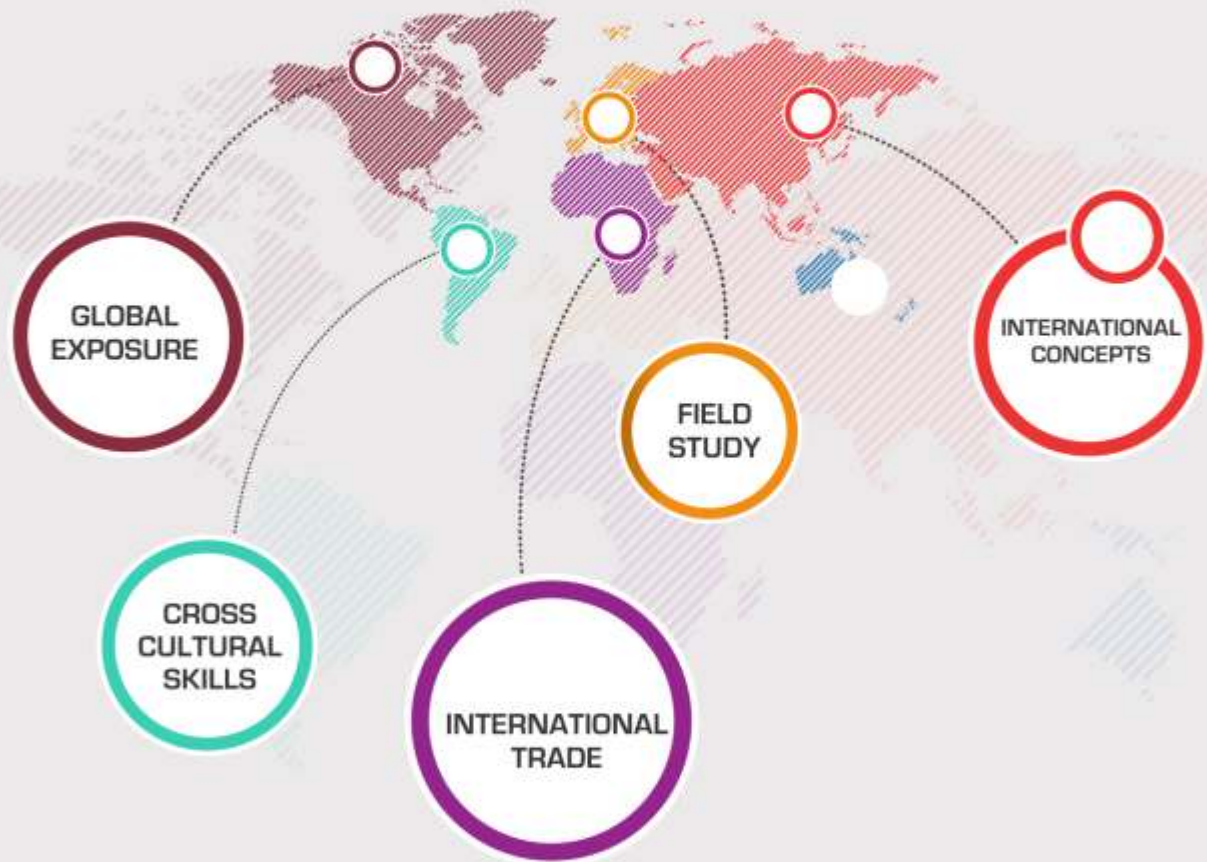 GLOBAL
EXPOSURE
INTERNATIONAL
CONCEPTS
FIELD
STUDY
CROSS
CULTURAL
SKILLS
INTERNATIONAL
TRADE